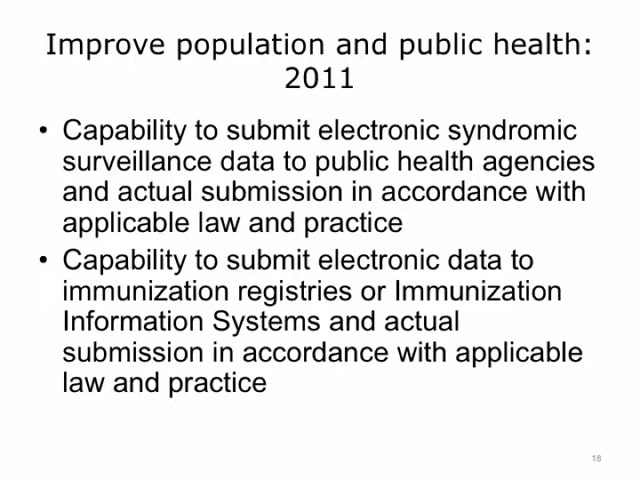 Improve population and public health:
2011
• Capability to submit electronic syndromic
surveillance data to public health agencies
and actual submission in accordance with
applicable law and practice
• Capability to submit electronic data to
immunization registries or Immunization
Information Systems and actual
submission in accordance with applicable
law and practice
18